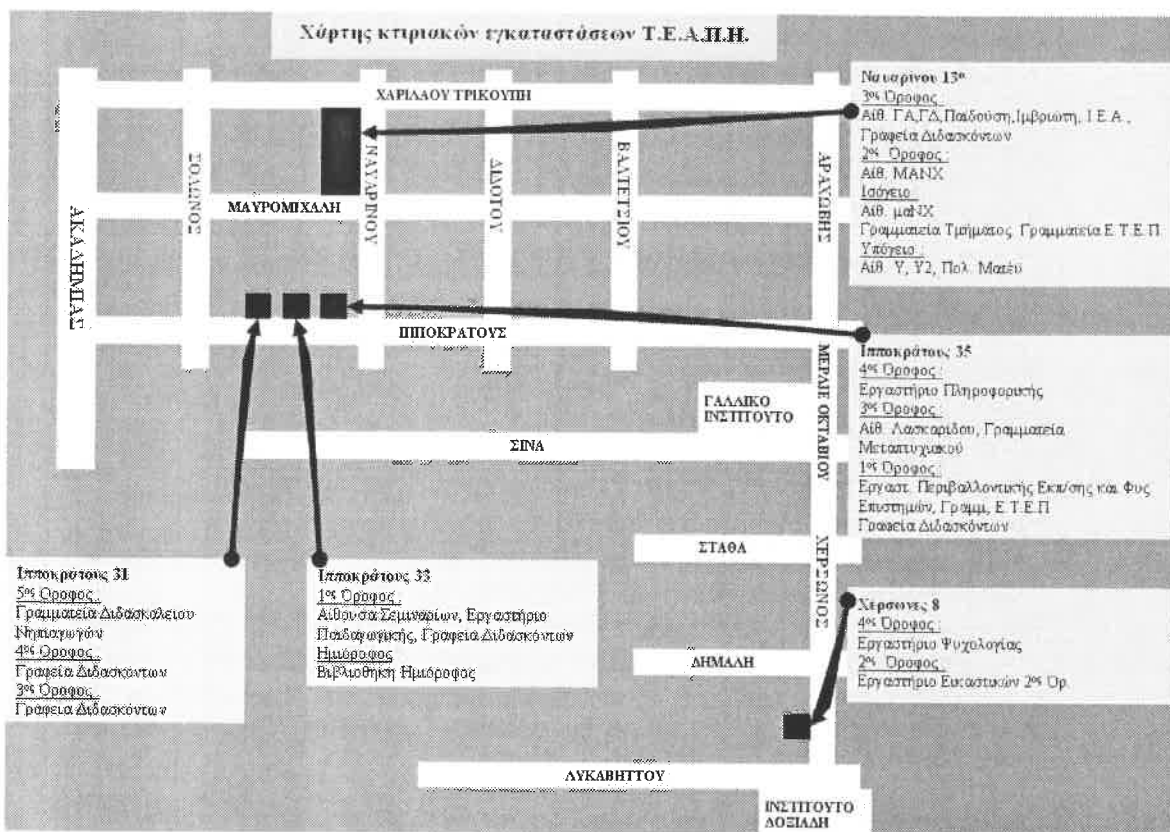 Χάρτης κτιριακών εγκαταστάσεων Τ.Ε.Α.Π.Η.
ΧΑΡΙΛΑΟΥ ΤΡΙΚΟΥΠΗ
ΑΚΑΔΗΜΙΑΣ
ΣΟΛΩΝΟΣ
ΝΑΥΑΡΙΝΟΥ
ΔΙΔΟΤΟΥ
ΒΑΛΤΕΤΣΙΟΥ
ΑΡΑΧΩΒΗΣ
ΜΑΥΡΟΜΙΧΑΛΗ
ΙΠΠΟΚΡΑΤΟΥΣ
Ναυαρίνου 13α
3ος Όροφος
Αίθ. ΓΑ,ΓΔ,Παιδούση,Ιμβριώτη, Ι.Ε.Α.,
Γραφεία Διδασκόντων
2ος Όροφος :
Αίθ. ΜΑΝΧ
Ισόγειο
Αίθ. μαΝΧ
Γραμματεία Τμήματος Γραμματεία Ε.Τ.Ε.Π
Υπόγειο :
Αίθ. Υ, Υ2, Πολ. Ματέυ
ΓΑΛΛΙΚΟ
ΙΝΣΤΙΤΟΥΤΟ
ΜΕΡΛΙΕ ΟΚΤΑΒΙΟΥ
ΣΙΝΑ
Ιπποκράτους 35
4ος Όροφος :
Εργαστήριο Πληροφορικής
3ος Όροφος :
Αίθ. Λασκαρίδου, Γραμματεία
Μεταπτυχιακού
1ος Όροφος :
Εργαστ. Περιβαλλοντικής Εκπ/σης και Φυς
Επιστημών, Γραμμ, Ε.Τ.Ε.Π
Γραφεία Διδασκόντων
ΣΤΑΘΑ
ΧΕΡΣΩΝΟΣ
ΔΗΜΑΔΗ
Ιπποκράτους 31
5ος Όροφος :
Γραμματεία Διδασκαλείου
Νηπιαγωγών
4ος Όροφος :
Γραφεία Διδασκόντων
3ος Όροφος :
Γραφεία Διδασκόντων
Ιπποκράτους 33
1ος Όροφος :
Αίθουσα Σεμιναρίων, Εργαστήριο
Παιδαγωγικής, Γραφεία Διδασκόντων
Ημιόροφος
Βιβλιοθήκη Ημιόροφος
Χέρσωνες 8
4ος Όροφος :
Εργαστήριο Ψυχολογίας
2ος Όροφος :
Εργαστήριο Εικαστικών 2ος Όρ.
ΛΥΚΑΒΗΤΤΟΥ
ΙΝΣΤΙΤΟΥΤΟ
ΔΟΞΙΑΔΗ